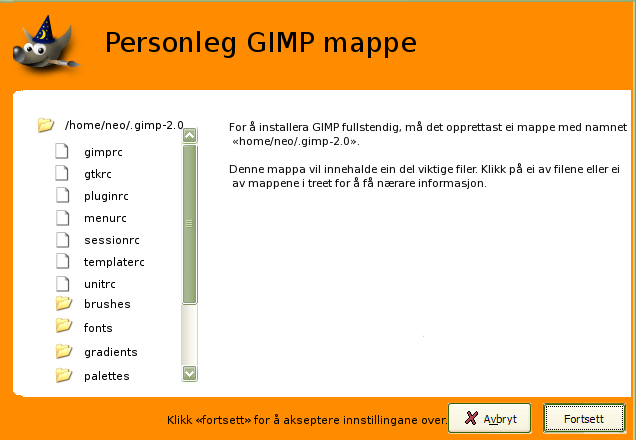 Personleg GIMP mappe
/home/neo/.gimp-2.0
gimprc
gtkrc
pluginrc
menurc
sessionrc
templaterc
unitrc
brushes
fonts
gradients
palettes
For å installera GIMP fullstendig, må det opprettast ei mappe med namnet
«home/neo/.gimp-2.0».
Denne mappa vil innehalde ein del viktige filer. Klikk på ei av filene eller ei
av mappene i treet for å få nærare informasjon.
Klikk «fortsett» for å akseptere innstillingane over.
Avbryt
Fortsett